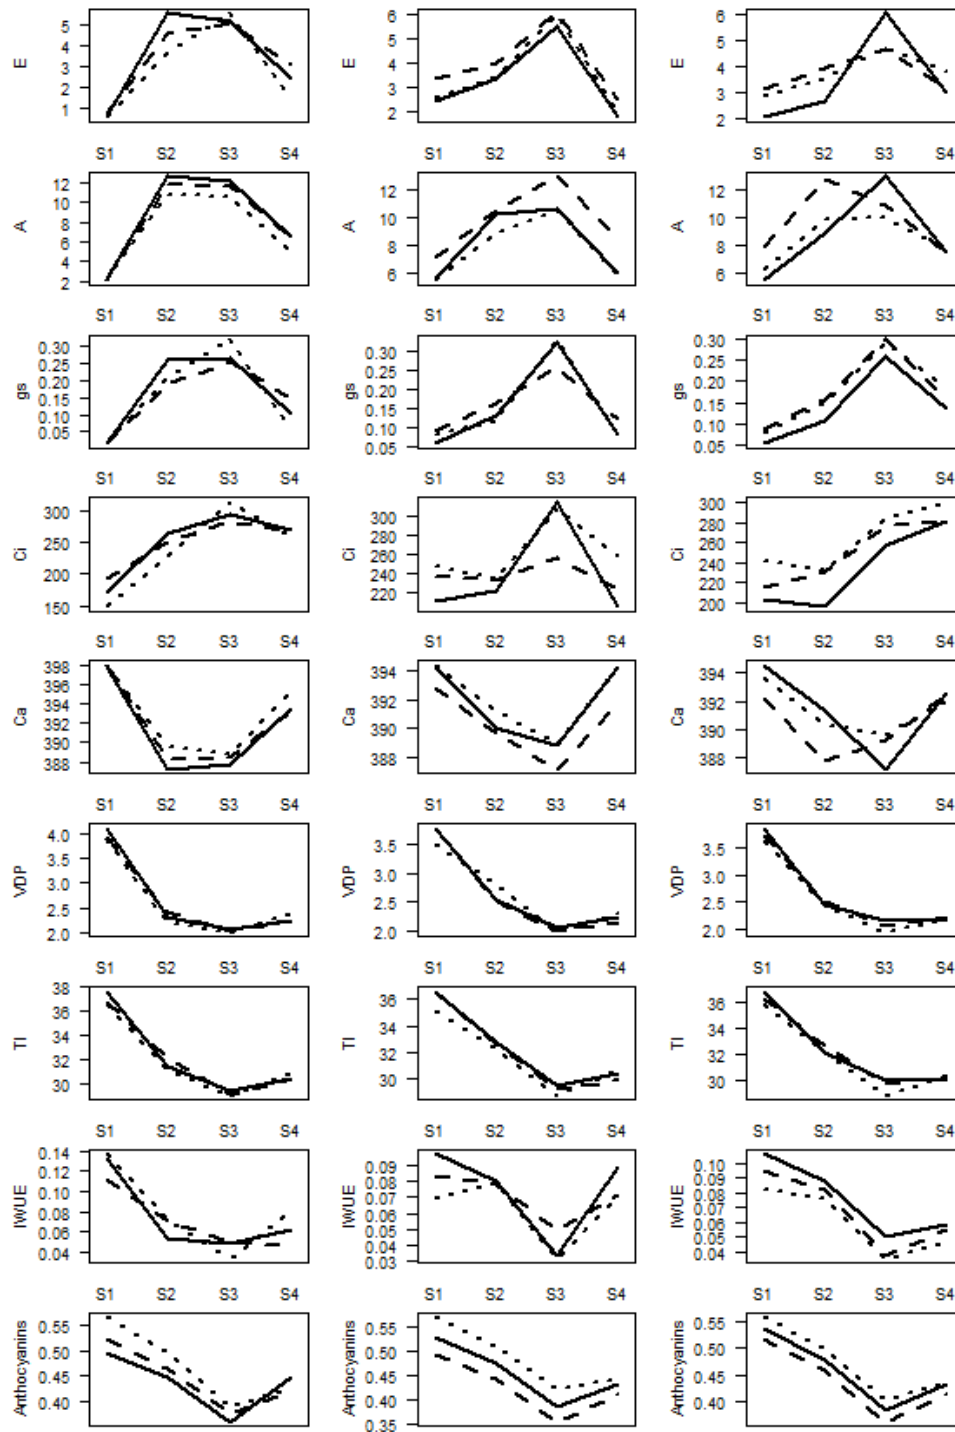 E
5
4
3
2
1
E
6
5
4
3
2
E
6
5
4
3
2
S1 S2 S3 S4
S1 S2 S3 S4
S1 S2 S3 S4
A
12
10
8
6
4
2
A
12
10
8
6
A
12
10
8
6
S1 S2 S3 S4
S1 S2 S3 S4
S1 S2 S3 S4
gs
0.30
0.25
0.20
0.15
0.10
0.05
gs
0.30
0.25
0.20
0.15
0.10
0.05
gs
0.30
0.25
0.20
0.15
0.10
0.05
S1 S2 S3 S4
S1 S2 S3 S4
S1 S2 S3 S4
Ci
300
250
200
150
Ci
300
280
260
240
220
Ci
300
280
260
240
220
200
S1 S2 S3 S4
S1 S2 S3 S4
S1 S2 S3 S4
Ca
398
396
394
392
390
388
Ca
394
392
390
388
Ca
394
392
390
388
S1 S2 S3 S4
S1 S2 S3 S4
S1 S2 S3 S4
VDP
4.0
3.5
3.0
2.5
2.0
VDP
3.5
3.0
2.5
2.0
VDP
3.5
3.0
2.5
2.0
S1 S2 S3 S4
S1 S2 S3 S4
S1 S2 S3 S4
TI
38
36
34
32
30
TI
36
34
32
30
TI
36
34
32
30
S1 S2 S3 S4
S1 S2 S3 S4
S1 S2 S3 S4
IWUE
0.14
0.12
0.10
0.08
0.06
0.04
IWUE
0.09
0.08
0.07
0.06
0.05
0.04
0.03
IWUE
0.10
0.09
0.08
0.07
0.06
0.05
0.04
S1 S2 S3 S4
S1 S2 S3 S4
S1 S2 S3 S4
Anthocyanins
0.55
0.50
0.45
0.40
Anthocyanins
0.55
0.50
0.45
0.40
0.35
Anthocyanins
0.55
0.50
0.45
0.40